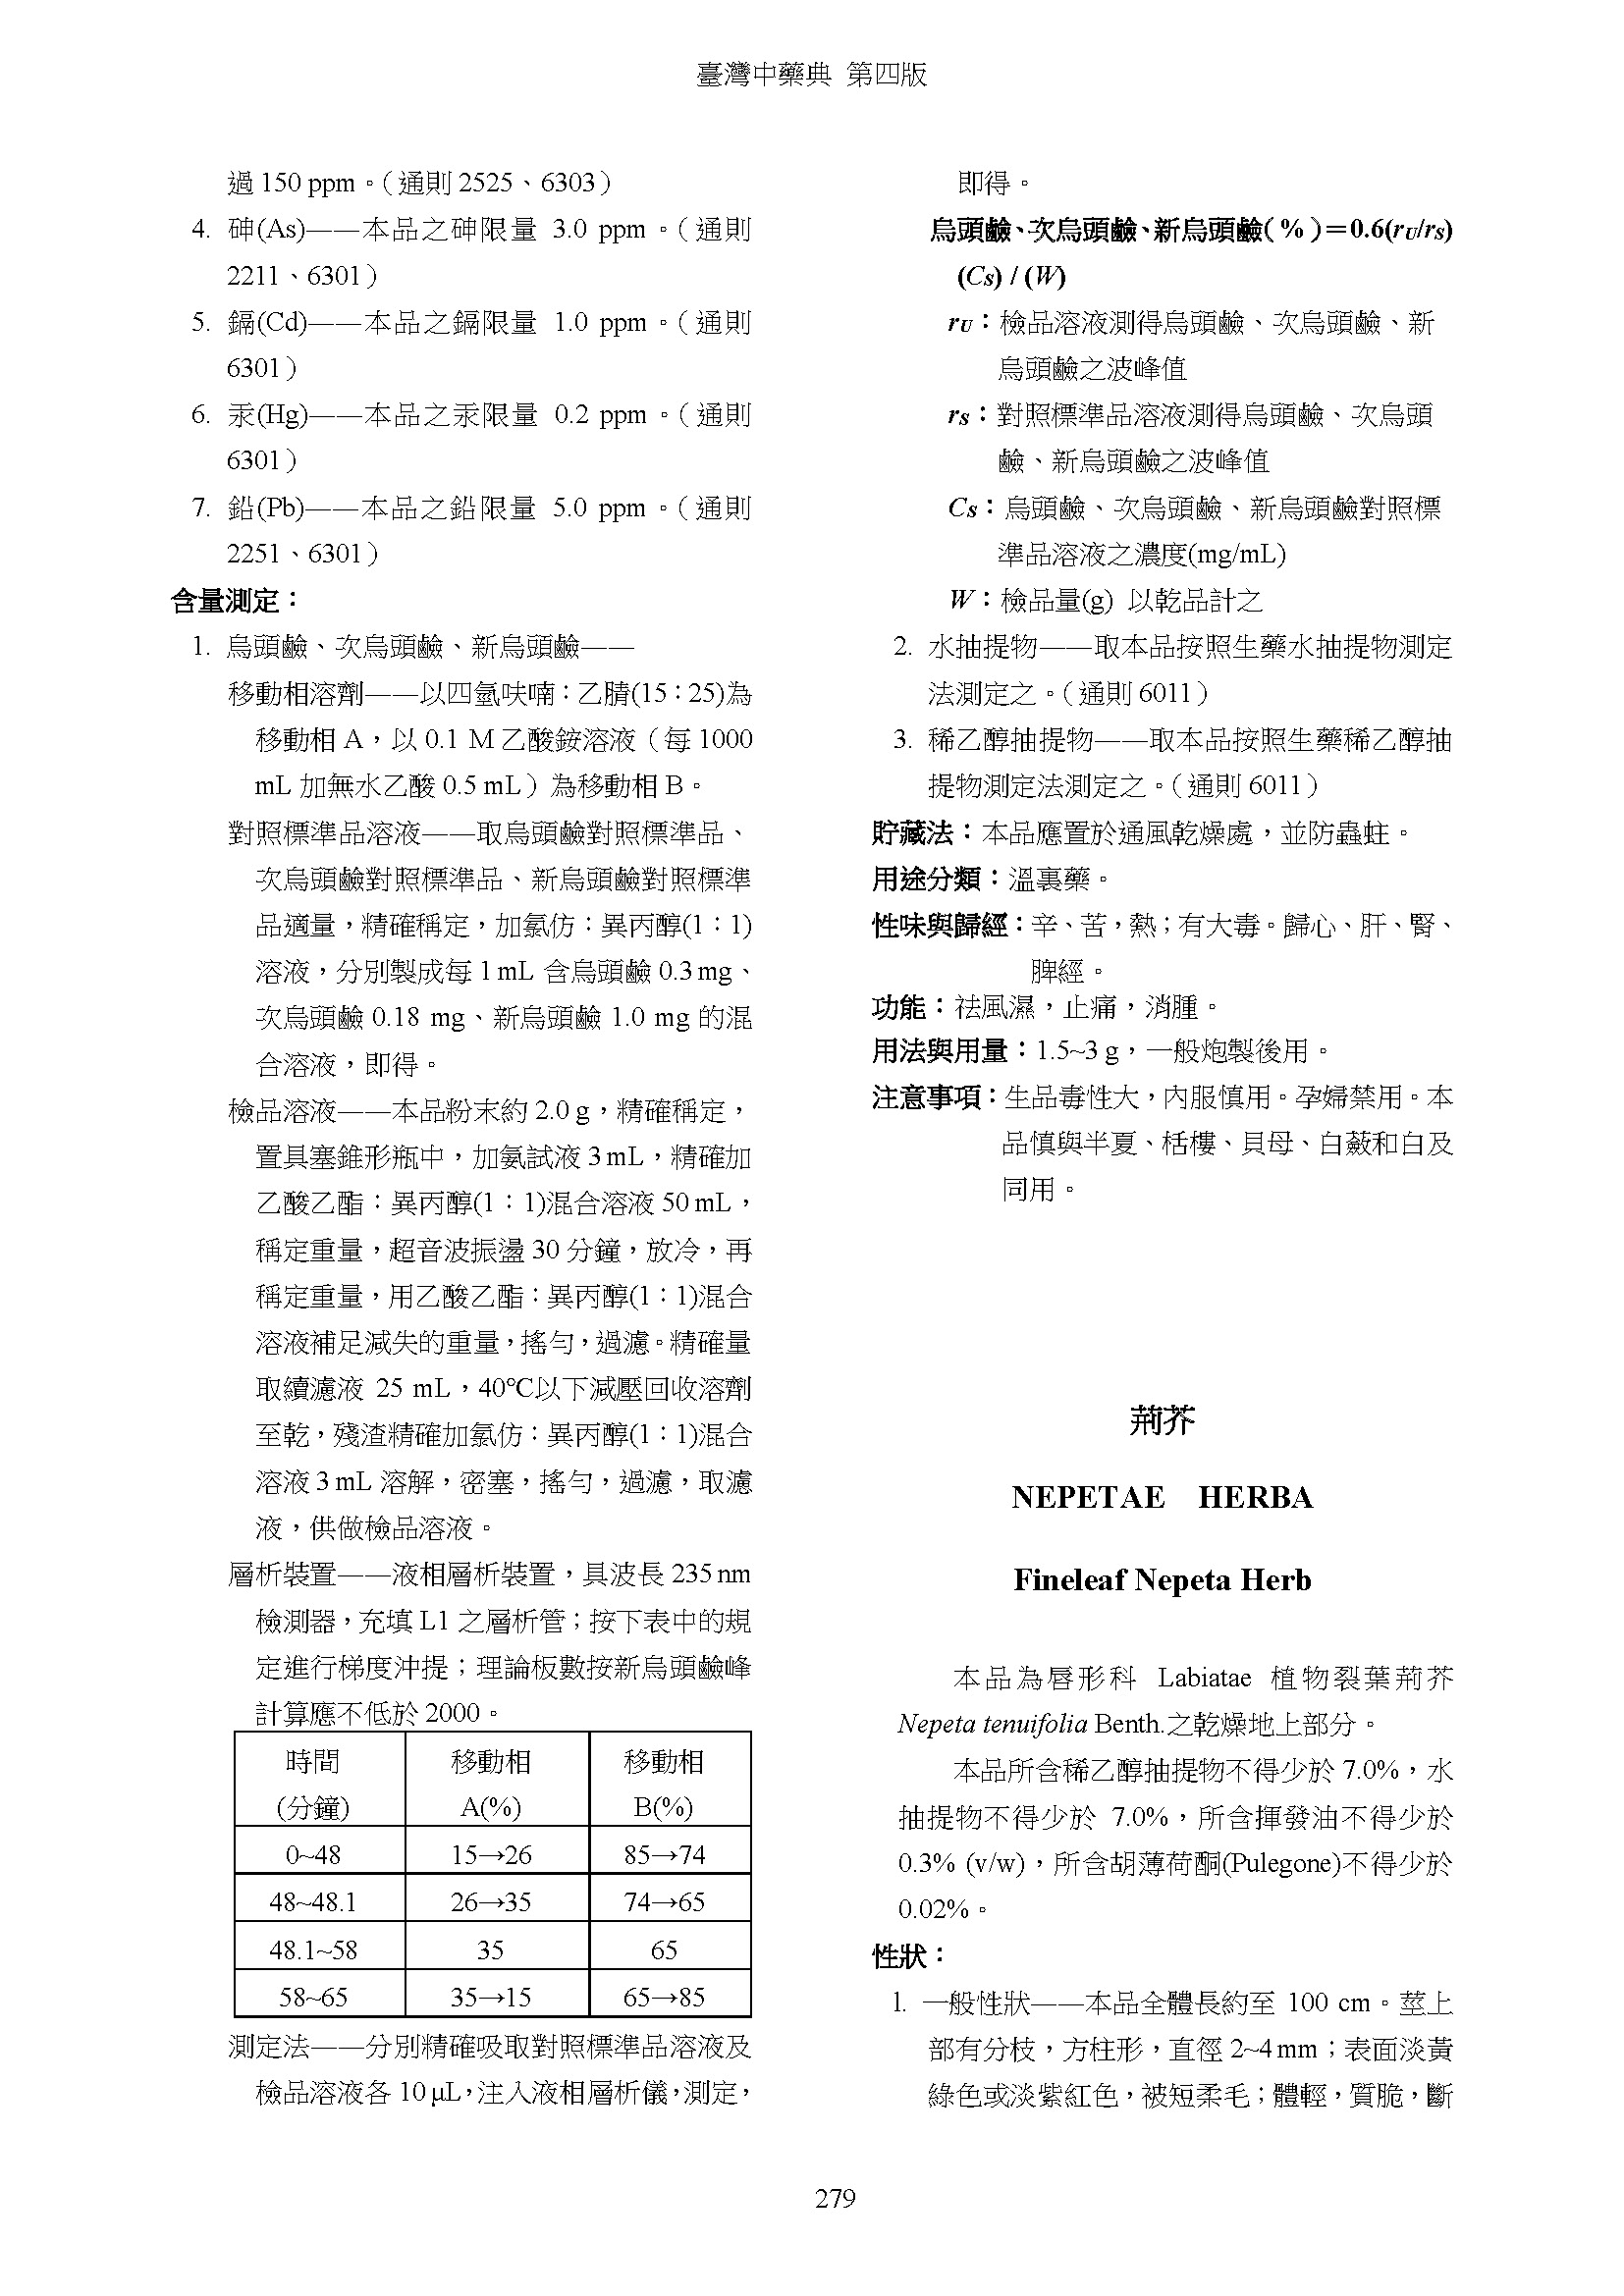 臺灣中藥典 第四版
過 150 ppm。（通則 2525、6303）
4. 砷(As)——本品之砷限量 3.0 ppm。（通則
2211、6301）
5. 鎘(Cd)——本品之鎘限量 1.0 ppm。（通則
6301）
6. 汞(Hg)——本品之汞限量 0.2 ppm。（通則
6301）
7. 鉛(Pb)——本品之鉛限量 5.0 ppm。（通則
2251、6301）
含量測定：
1. 烏頭鹼、次烏頭鹼、新烏頭鹼——
移動相溶劑——以四氫呋喃：乙腈(15：25)為
移動相 A，以 0.1 M 乙酸銨溶液（每 1000
mL 加無水乙酸 0.5 mL）為移動相 B。
對照標準品溶液——取烏頭鹼對照標準品、
次烏頭鹼對照標準品、新烏頭鹼對照標準
品適量，精確稱定，加氯仿：異丙醇(1：1)
溶液，分別製成每 1 mL 含烏頭鹼 0.3 mg、
次烏頭鹼 0.18 mg、新烏頭鹼 1.0 mg 的混
合溶液，即得。
檢品溶液——本品粉末約 2.0 g，精確稱定，
置具塞錐形瓶中，加氨試液 3 mL，精確加
乙酸乙酯：異丙醇(1：1)混合溶液 50 mL，
稱定重量，超音波振盪 30 分鐘，放冷，再
稱定重量，用乙酸乙酯：異丙醇(1：1)混合
溶液補足減失的重量，搖勻，過濾。精確量
取續濾液 25 mL，40℃以下減壓回收溶劑
至乾，殘渣精確加氯仿：異丙醇(1：1)混合
溶液 3 mL 溶解，密塞，搖勻，過濾，取濾
液，供做檢品溶液。
層析裝置——液相層析裝置，具波長 235 nm
檢測器，充填 L1 之層析管；按下表中的規
定進行梯度沖提；理論板數按新烏頭鹼峰
計算應不低於 2000。
時間 移動相 移動相
(分鐘) A(%) B(%)
0~48 15→26 85→74
48~48.1 26→35 74→65
48.1~58 35 65
58~65 35→15 65→85
測定法——分別精確吸取對照標準品溶液及
檢品溶液各 10 μL，注入液相層析儀，測定，
即得。
烏頭鹼、次烏頭鹼、新烏頭鹼(%)＝0.6(rU/rS)
(CS) / (W)
rU：檢品溶液測得烏頭鹼、次烏頭鹼、新
烏頭鹼之波峰值
rS：對照標準品溶液測得烏頭鹼、次烏頭
鹼、新烏頭鹼之波峰值
CS：烏頭鹼、次烏頭鹼、新烏頭鹼對照標
準品溶液之濃度(mg/mL)
W：檢品量(g) 以乾品計之
2. 水抽提物——取本品按照生藥水抽提物測定
法測定之。（通則 6011）
3. 稀乙醇抽提物——取本品按照生藥稀乙醇抽
提物測定法測定之。（通則 6011）
貯藏法：本品應置於通風乾燥處，並防蟲蛀。
用途分類：溫裏藥。
性味與歸經：辛、苦，熱；有大毒。歸心、肝、腎、
脾經。
功能：祛風濕，止痛，消腫。
用法與用量：1.5~3 g，一般炮製後用。
注意事項：生品毒性大，內服慎用。孕婦禁用。本
品慎與半夏、栝樓、貝母、白蘞和白及
同用。
荊芥
NEPETAE HERBA
Fineleaf Nepeta Herb
本品為唇形科 Labiatae 植物裂葉荊芥
Nepeta tenuifolia Benth.之乾燥地上部分。
本品所含稀乙醇抽提物不得少於 7.0%，水
抽提物不得少於 7.0%，所含揮發油不得少於
0.3% (v/w)，所含胡薄荷酮(Pulegone)不得少於
0.02%。
性狀：
1. 一般性狀——本品全體長約至 100 cm。莖上
部有分枝，方柱形，直徑 2~4 mm；表面淡黃
綠色或淡紫紅色，被短柔毛；體輕，質脆，斷
279